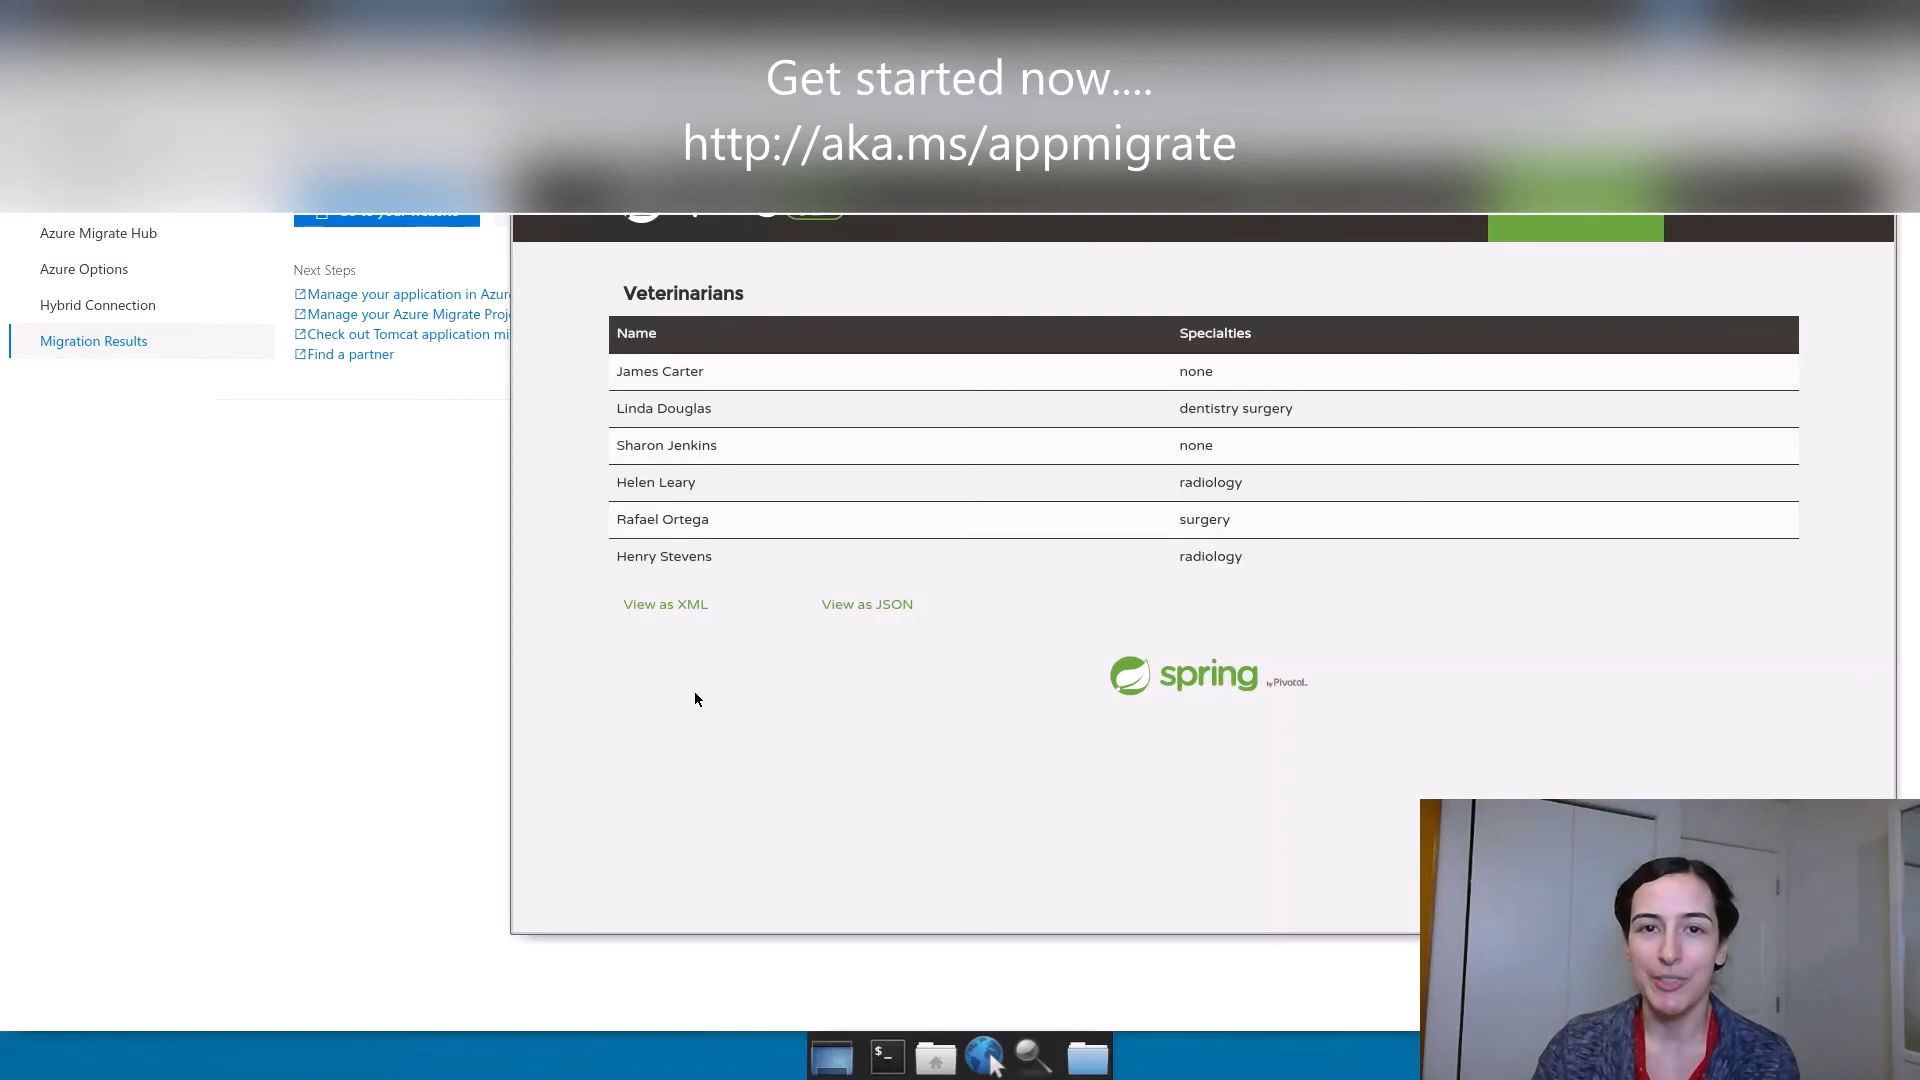 Get started now....
http://aka.ms/appmigrate
Azure Migrate Hub
Azure Options
Hybrid Connection
Migration Results
Next Steps
Manage your application in Azur
Manage your Azure Migrate Proj
Check out Tomcat application mi
Find a partner
Veterinarians
Name Specialties
James Carter none
Linda Douglas dentistry surgery
Sharon Jenkins none
Helen Leary radiology
Rafael Ortega surgery
Henry Stevens radiology
View as XML View as JSON
spring by Pivotal.
$_